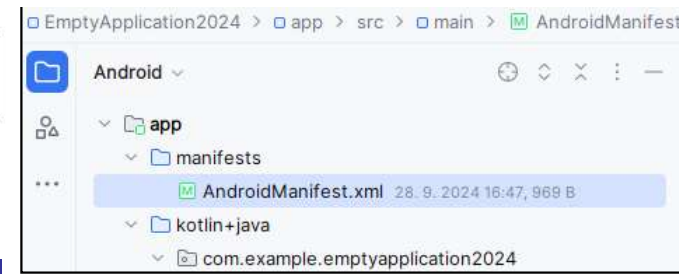 EmptyApplication2024 > app > src > main > AndroidManifest
Android
app
manifests
AndroidManifest.xml 28. 9. 2024 16:47, 969 B
kotlin+java
com.example.emptyapplication2024